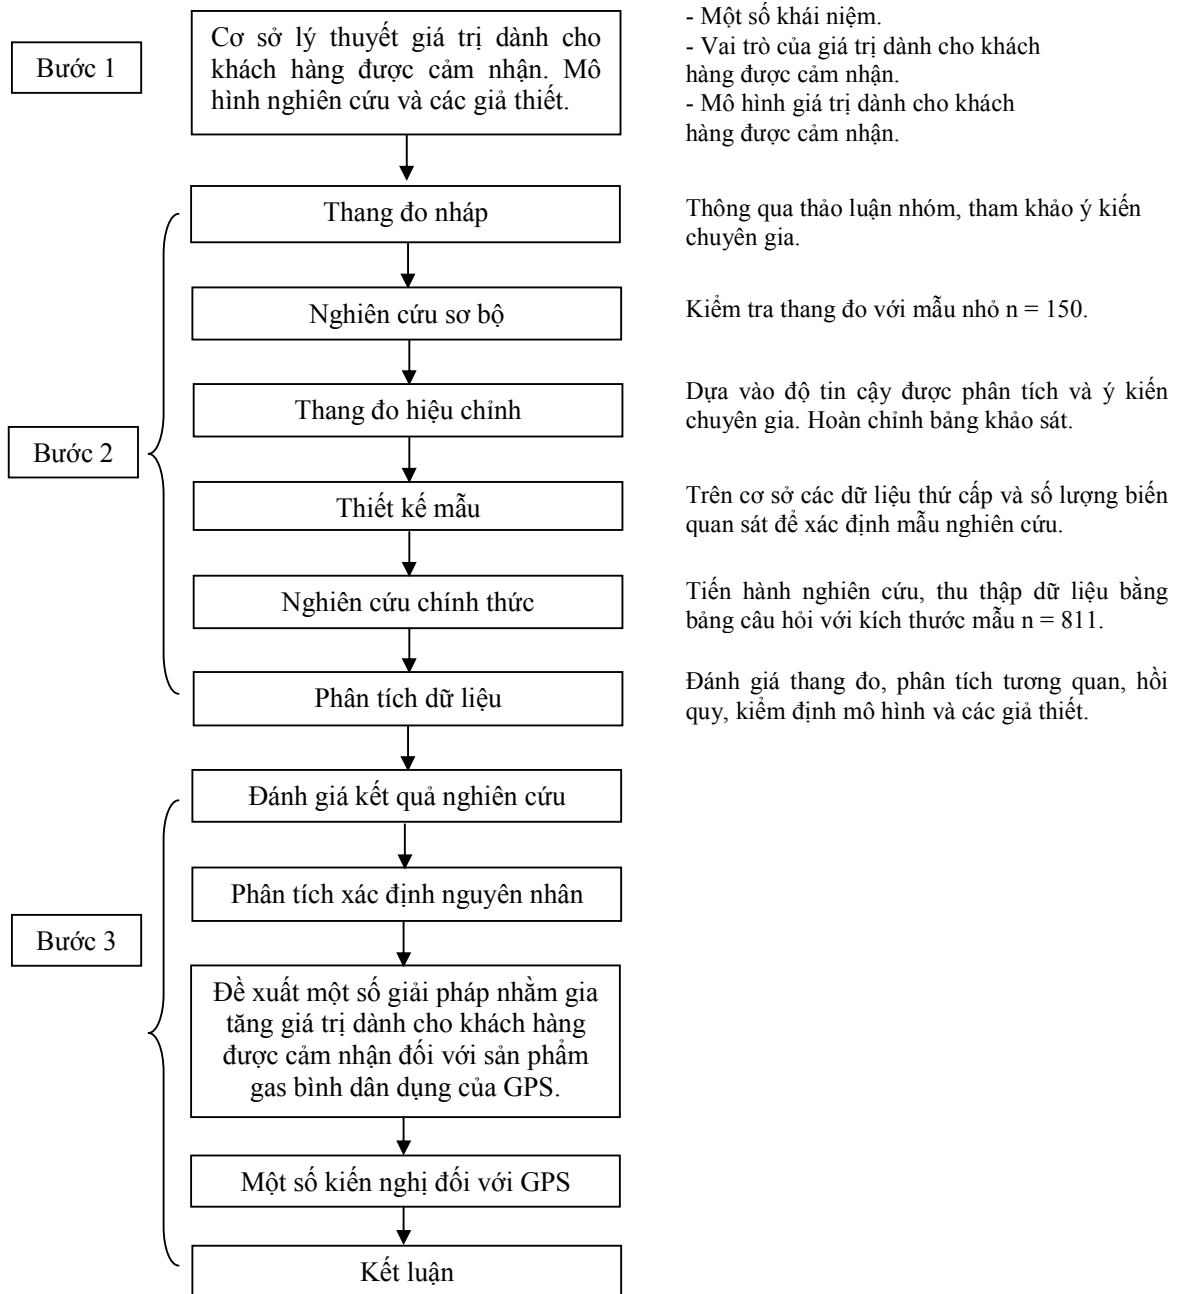 Bước 1
Cơ sở lý thuyết giá trị dành cho
khách hàng được cảm nhận. Mô
hình nghiên cứu và các giả thiết.
- Một số khái niệm.
- Vai trò của giá trị dành cho khách
hàng được cảm nhận.
- Mô hình giá trị dành cho khách
hàng được cảm nhận.
Thang đo nháp
Thông qua thảo luận nhóm, tham khảo ý kiến
chuyên gia.
Nghiên cứu sơ bộ
Kiểm tra thang đo với mẫu nhỏ n = 150.
Thang đo hiệu chỉnh
Dựa vào độ tin cậy được phân tích và ý kiến
chuyên gia. Hoàn chỉnh bảng khảo sát.
Bước 2
Thiết kế mẫu
Trên cơ sở các dữ liệu thứ cấp và số lượng biến
quan sát để xác định mẫu nghiên cứu.
Nghiên cứu chính thức
Tiến hành nghiên cứu, thu thập dữ liệu bằng
bảng câu hỏi với kích thước mẫu n = 811.
Phân tích dữ liệu
Đánh giá thang đo, phân tích tương quan, hồi
quy, kiểm định mô hình và các giả thiết.
Đánh giá kết quả nghiên cứu
Phân tích xác định nguyên nhân
Bước 3
Đề xuất một số giải pháp nhằm gia
tăng giá trị dành cho khách hàng
được cảm nhận đối với sản phẩm
gas bình dân dụng của GPS.
Một số kiến nghị đối với GPS
Kết luận